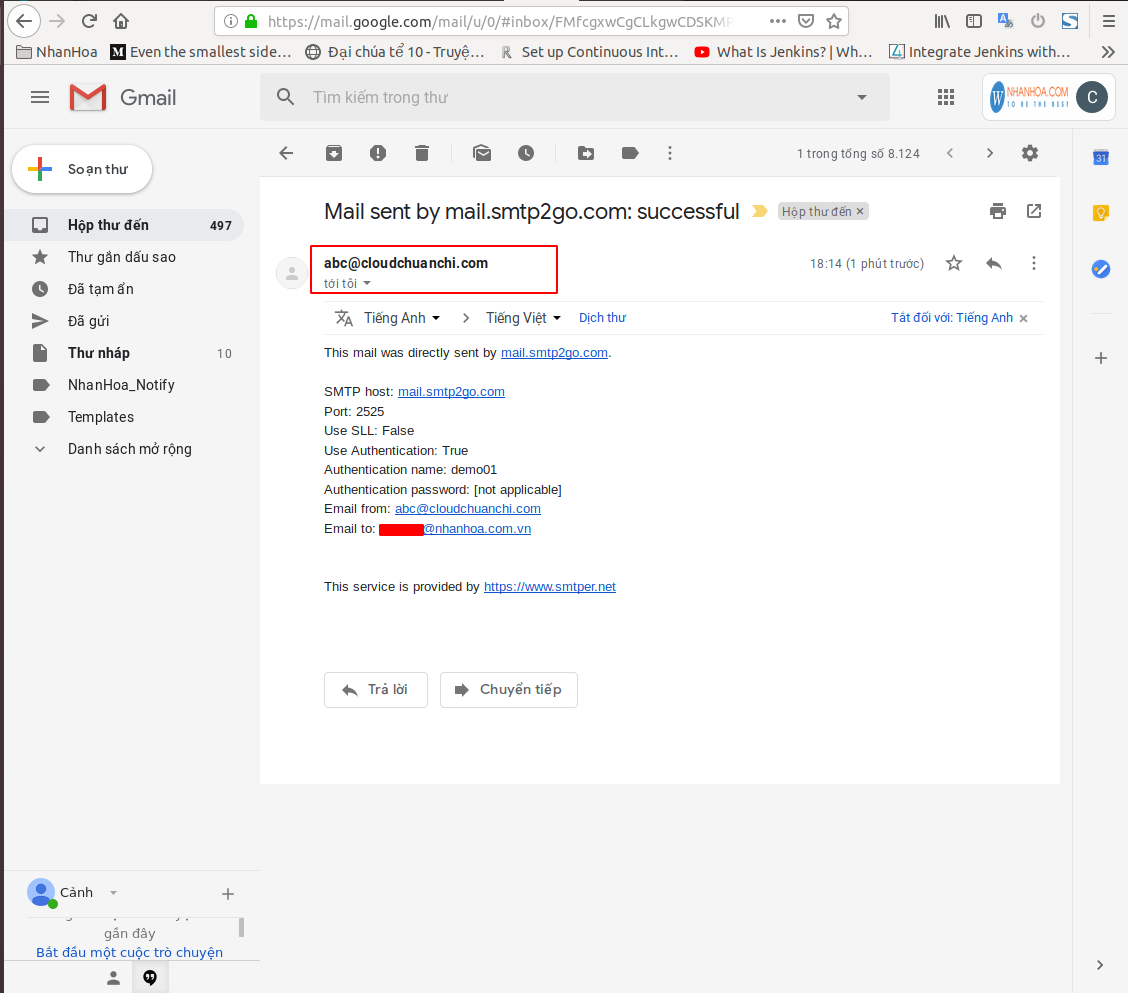 https://mail.google.com/mail/u/0/#inbox/FMfcgxwCgCLkgwCDSKMF
NhanHoa
M Even the smallest side…
Đại chúa tể 10 - Truyệ…
R Set up Continuous Int…
What Is Jenkins? | Wh…
Integrate Jenkins with…
Gmail
Tìm kiếm trong thư
W NHANHOA.COM
TO BE THE BEST
C
Soạn thư
1 trong tổng số 8.124
31
Hộp thư đến 497
Thư gắn dấu sao
Đã tạm ẩn
Đã gửi
Thư nháp 10
NhanHoa_Notify
Templates
Danh sách mở rộng
Mail sent by mail.smtp2go.com: successful
Hộp thư đến ×
abc@cloudchuanchi.com
18:14 (1 phút trước)
tới tôi
Tiếng Anh > Tiếng Việt Dịch thư
Tắt đối với: Tiếng Anh ×
This mail was directly sent by mail.smtp2go.com.
SMTP host: mail.smtp2go.com
Port: 2525
Use SLL: False
Use Authentication: True
Authentication name: demo01
Authentication password: [not applicable]
Email from: abc@cloudchuanchi.com
Email to: @nhanhoa.com.vn
This service is provided by https://www.smtper.net
Trả lời
Chuyển tiếp
Cảnh
gần đây
Bắt đầu một cuộc trò chuyện